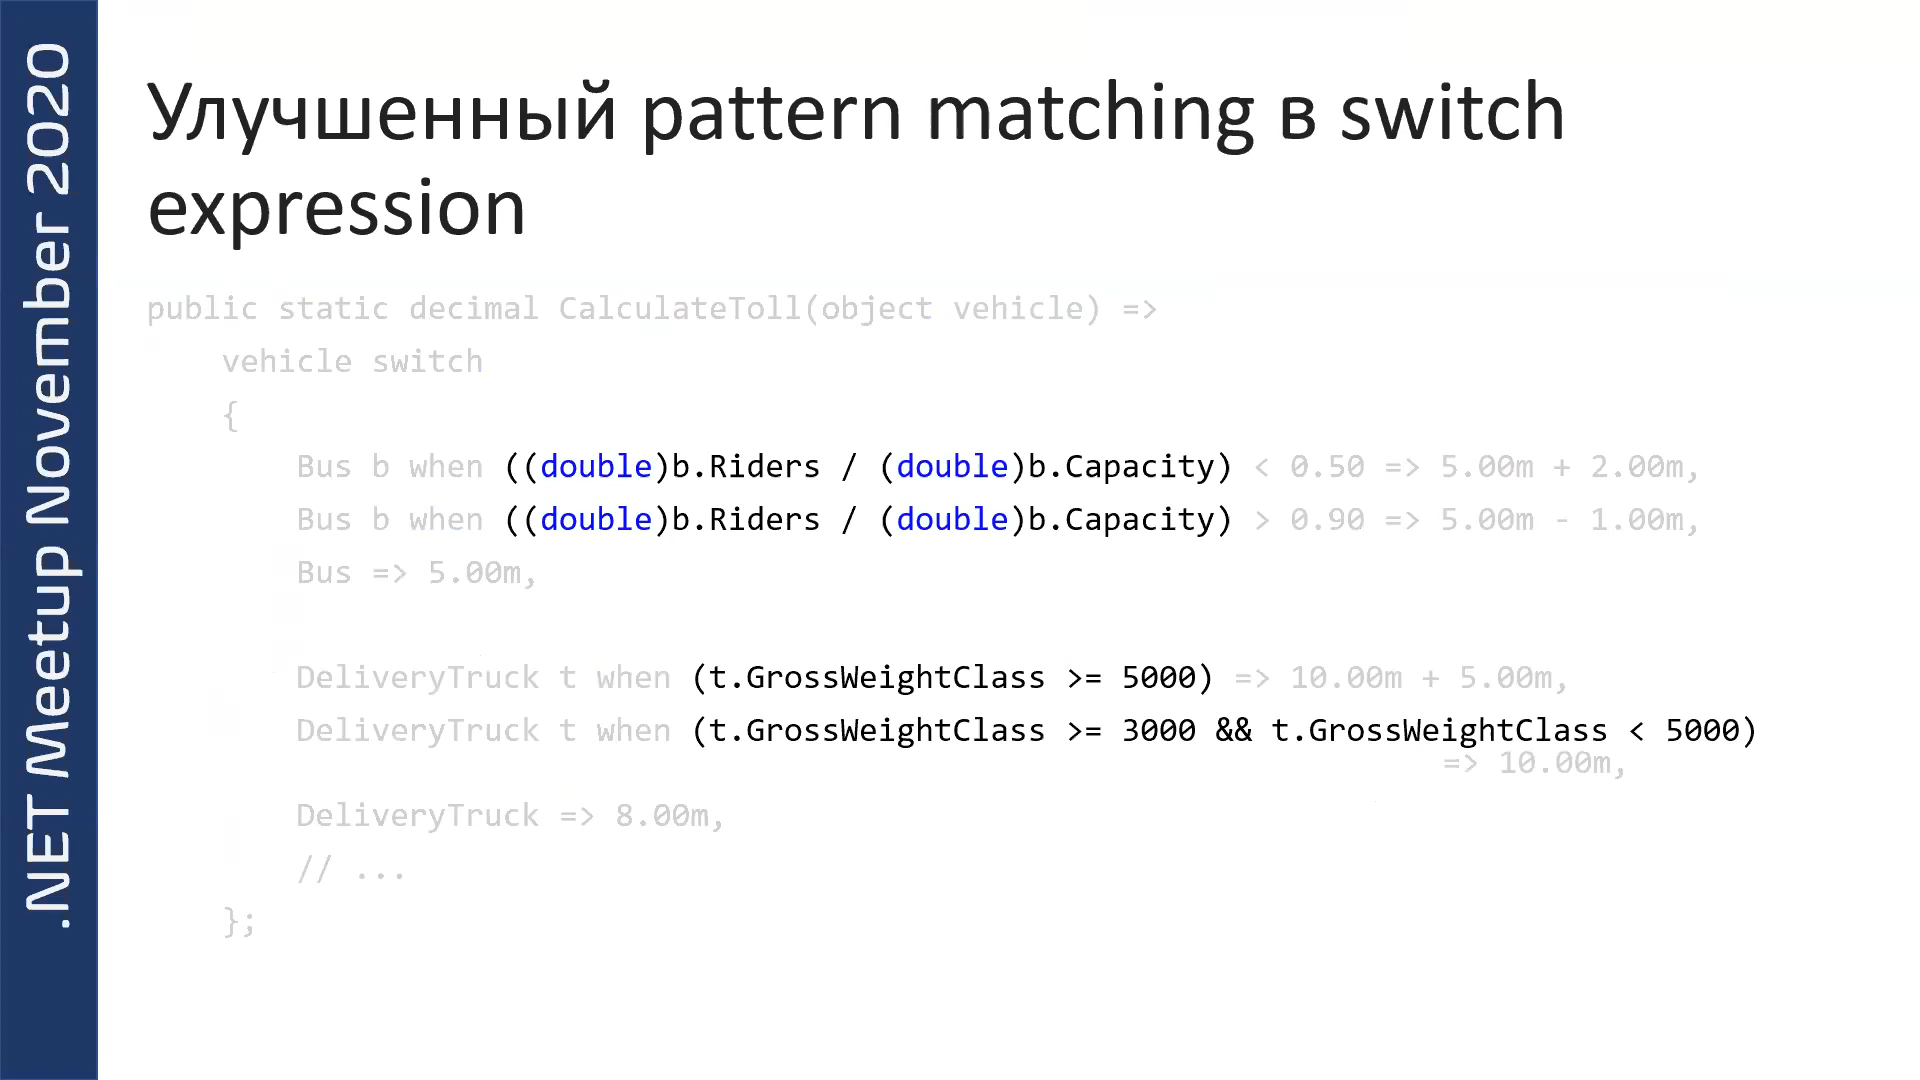 .NET Meetup November 2020
Улучшенный pattern matching в switch
expression
public static decimal CalculateToll(object vehicle) =>
    vehicle switch
    {
        Bus b when ((double)b.Riders / (double)b.Capacity) < 0.50 => 5.00m + 2.00m,
        Bus b when ((double)b.Riders / (double)b.Capacity) > 0.90 => 5.00m - 1.00m,
        Bus => 5.00m,
        DeliveryTruck t when (t.GrossWeightClass >= 5000) => 10.00m + 5.00m,
        DeliveryTruck t when (t.GrossWeightClass >= 3000 && t.GrossWeightClass < 5000)
        => 10.00m,
        DeliveryTruck => 8.00m,
        // ...
    };